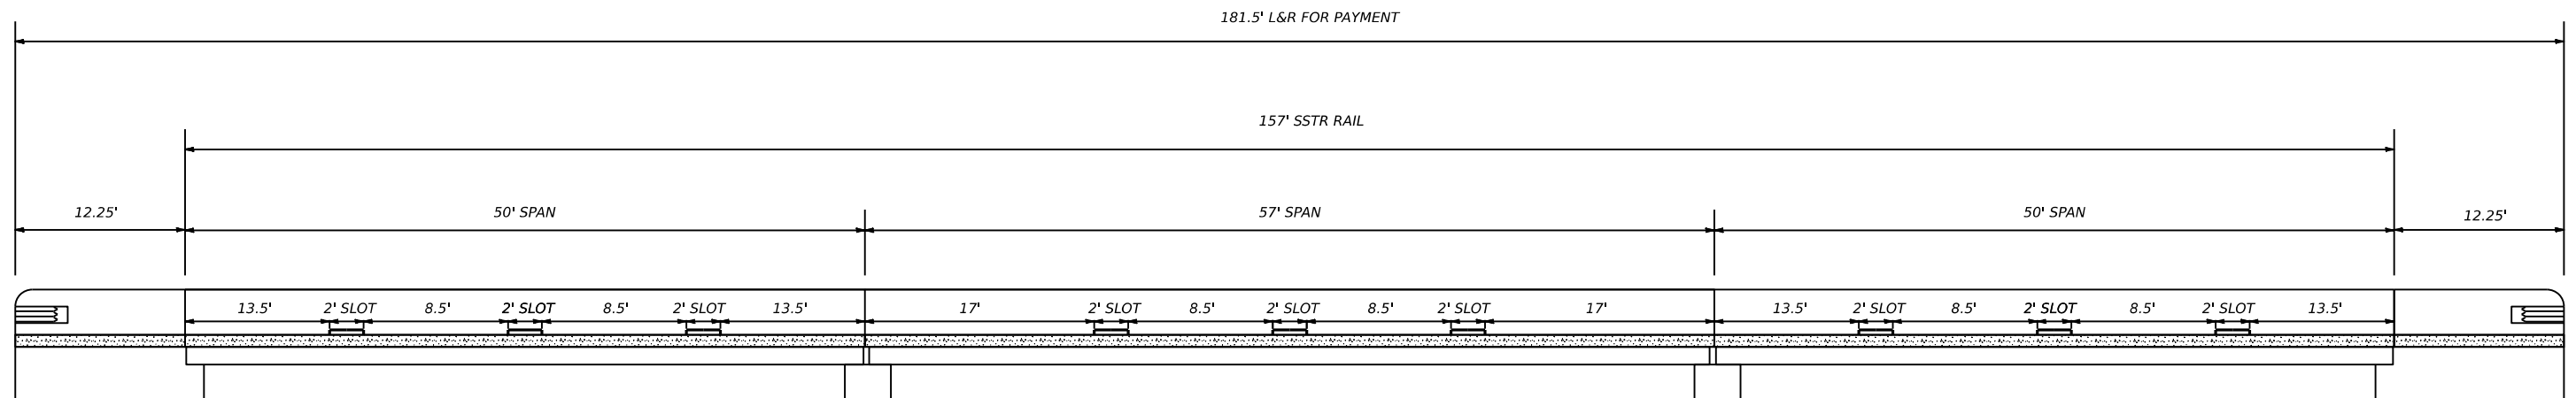 181.5' L&R FOR PAYMENT
157' SSTR RAIL
12.25'
50' SPAN
57' SPAN
50' SPAN
12.25'
13.5'
2' SLOT
8.5'
2' SLOT
8.5'
2' SLOT
13.5'
17'
2' SLOT
8.5'
2' SLOT
8.5'
2' SLOT
17'
13.5'
2' SLOT
8.5'
2' SLOT
8.5'
2' SLOT
13.5'